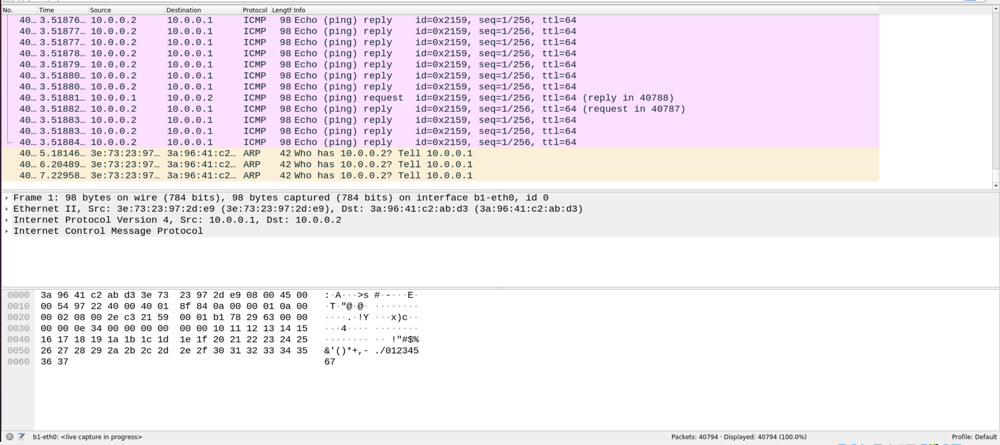 No. Time Source Destination Protocol Length Info
40… 3.51876… 10.0.0.2 10.0.0.1 ICMP 98 Echo (ping) reply id=0x2159, seq=1/256, ttl=64
40… 3.51877… 10.0.0.2 10.0.0.1 ICMP 98 Echo (ping) reply id=0x2159, seq=1/256, ttl=64
40… 3.51877… 10.0.0.2 10.0.0.1 ICMP 98 Echo (ping) reply id=0x2159, seq=1/256, ttl=64
40… 3.51878… 10.0.0.2 10.0.0.1 ICMP 98 Echo (ping) reply id=0x2159, seq=1/256, ttl=64
40… 3.51879… 10.0.0.2 10.0.0.1 ICMP 98 Echo (ping) reply id=0x2159, seq=1/256, ttl=64
40… 3.51880… 10.0.0.2 10.0.0.1 ICMP 98 Echo (ping) reply id=0x2159, seq=1/256, ttl=64
40… 3.51880… 10.0.0.2 10.0.0.1 ICMP 98 Echo (ping) reply id=0x2159, seq=1/256, ttl=64
40… 3.51881… 10.0.0.1 10.0.0.2 ICMP 98 Echo (ping) request id=0x2159, seq=1/256, ttl=64 (reply in 40788)
40… 3.51882… 10.0.0.2 10.0.0.1 ICMP 98 Echo (ping) reply id=0x2159, seq=1/256, ttl=64 (request in 40787)
40… 3.51883… 10.0.0.2 10.0.0.1 ICMP 98 Echo (ping) reply id=0x2159, seq=1/256, ttl=64
40… 3.51883… 10.0.0.2 10.0.0.1 ICMP 98 Echo (ping) reply id=0x2159, seq=1/256, ttl=64
40… 3.51884… 10.0.0.2 10.0.0.1 ICMP 98 Echo (ping) reply id=0x2159, seq=1/256, ttl=64
40… 5.18146… 3e:73:23:97… 3a:96:41:c2… ARP 42 Who has 10.0.0.2? Tell 10.0.0.1
40… 6.20489… 3e:73:23:97… 3a:96:41:c2… ARP 42 Who has 10.0.0.2? Tell 10.0.0.1
40… 7.22958… 3e:73:23:97… 3a:96:41:c2… ARP 42 Who has 10.0.0.2? Tell 10.0.0.1
Frame 1: 98 bytes on wire (784 bits), 98 bytes captured (784 bits) on interface b1-eth0, id 0
Ethernet II, Src: 3e:73:23:97:2d:e9 (3e:73:23:97:2d:e9), Dst: 3a:96:41:c2:ab:d3 (3a:96:41:c2:ab:d3)
Internet Protocol Version 4, Src: 10.0.0.1, Dst: 10.0.0.2
Internet Control Message Protocol
0000 3a 96 41 c2 ab d3 3e 73 23 97 2d e9 08 00 45 00 :·A···>s #·-···E·
0010 00 54 97 22 40 00 40 01 8f 84 0a 00 00 01 0a 00 ·T·"@·@· ········
0020 00 02 08 00 2e c3 21 59 00 01 b1 78 29 63 00 00 ····.·!Y ···x)c··
0030 00 00 0e 34 00 00 00 00 00 00 10 11 12 13 14 15 ···4···· ········
0040 16 17 18 19 1a 1b 1c 1d 1e 1f 20 21 22 23 24 25 ········ ·· !"#$%
0050 26 27 28 29 2a 2b 2c 2d 2e 2f 30 31 32 33 34 35 &'()*+,- ./012345
0060 36 37 67
b1-eth0: <live capture in progress> Packets: 40794 · Displayed: 40794 (100.0%) Profile: Default